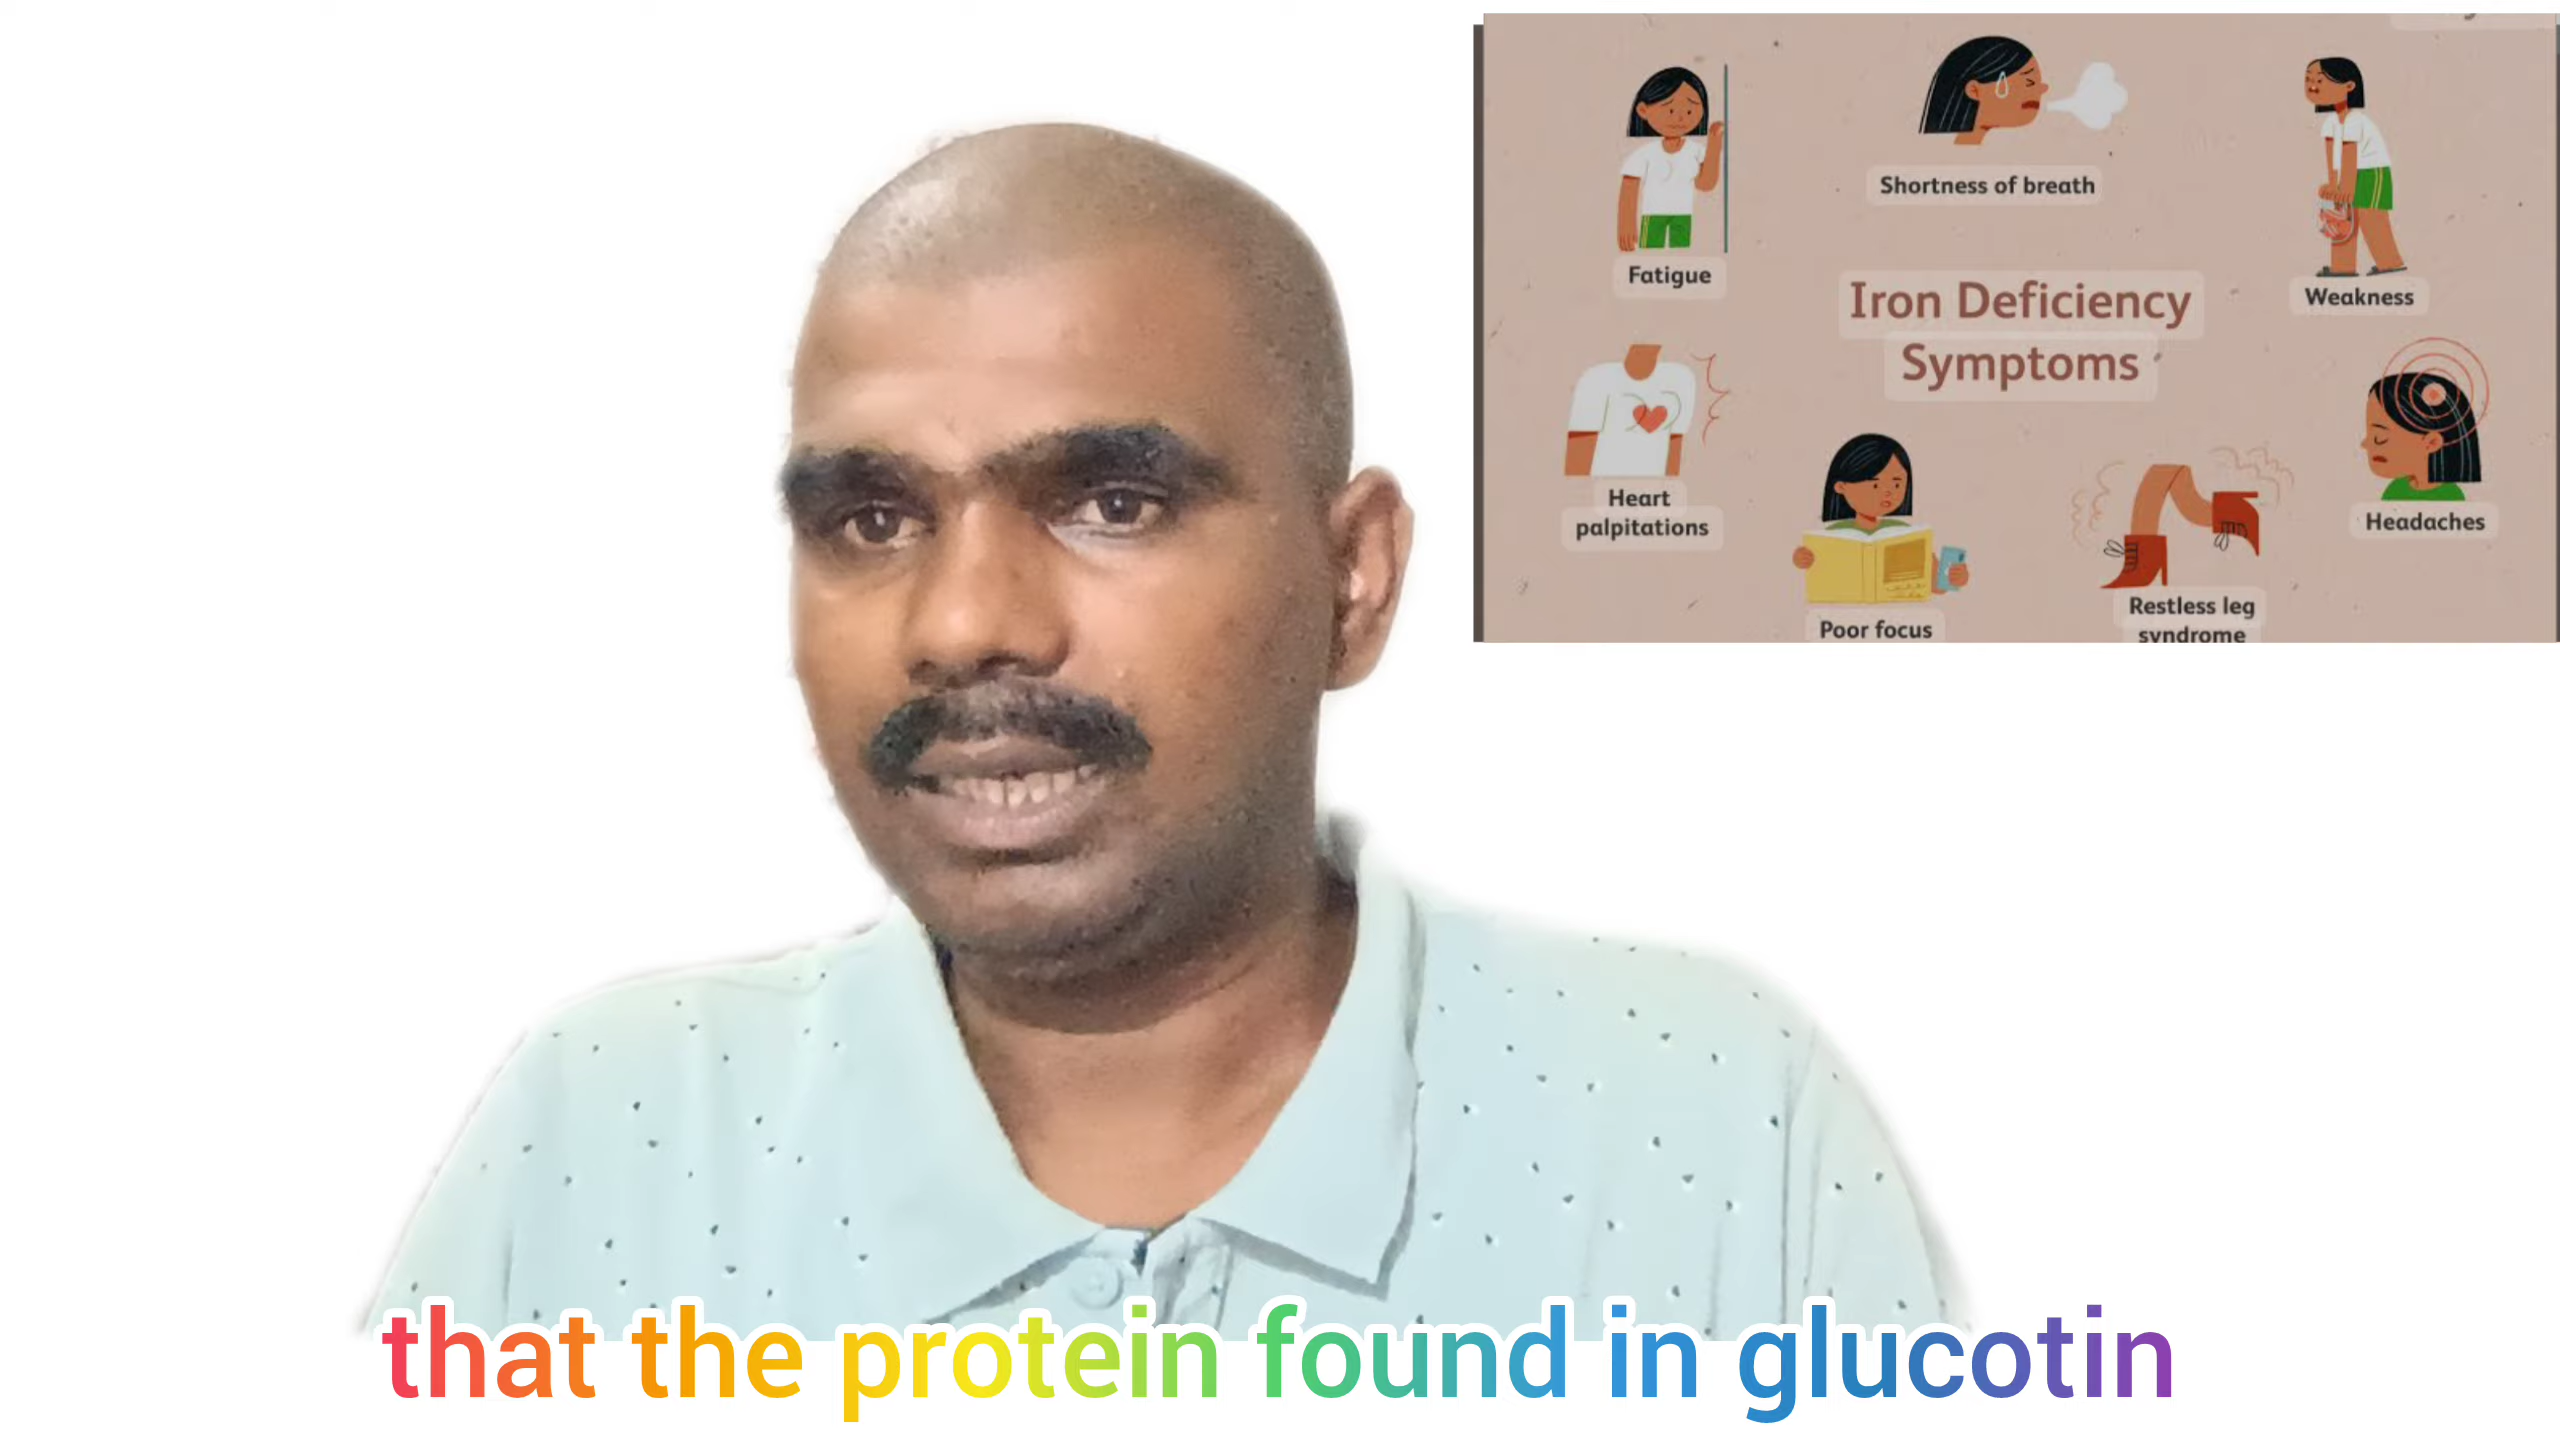 Shortness of breath
Fatigue
Weakness
Iron Deficiency
Symptoms
Heart
palpitations
Headaches
Poor focus
Restless leg
syndrome
that the protein found in glucotin